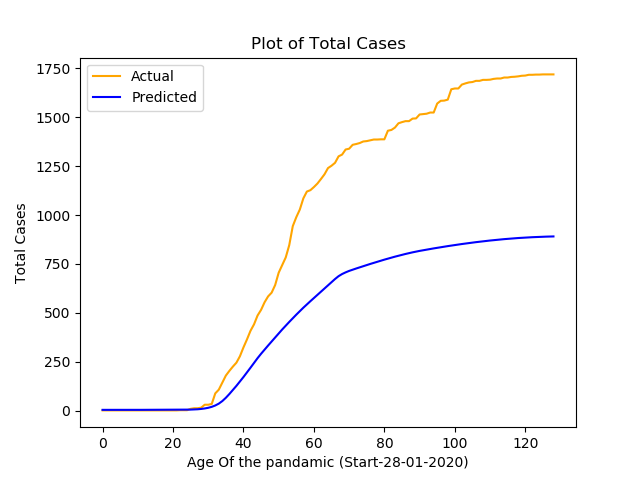 Plot of Total Cases
Actual
Predicted
1750
1500
1250
1000
750
500
250
0
Total Cases
0 20 40 60 80 100 120
Age Of the pandamic (Start-28-01-2020)